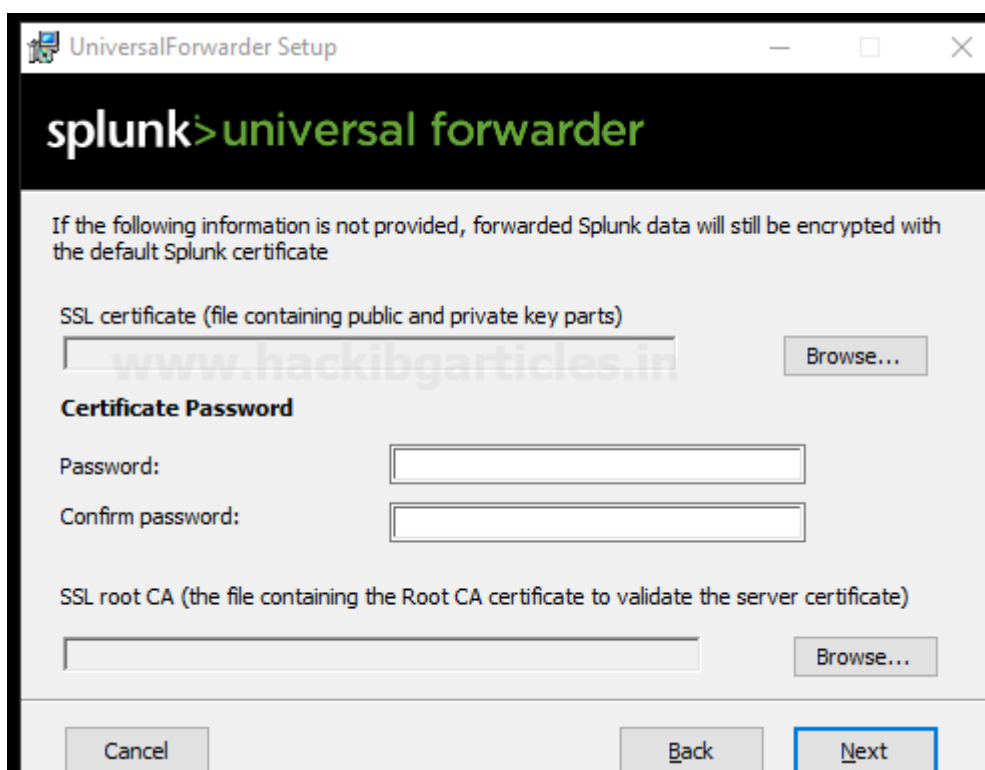 UniversalForwarder Setup
splunk>universal forwarder
If the following information is not provided, forwarded Splunk data will still be encrypted with
the default Splunk certificate
SSL certificate (file containing public and private key parts)
www.hackibgarticles.in
Browse...
Certificate Password
Password:
Confirm password:
SSL root CA (the file containing the Root CA certificate to validate the server certificate)
Browse...
Cancel
Back
Next